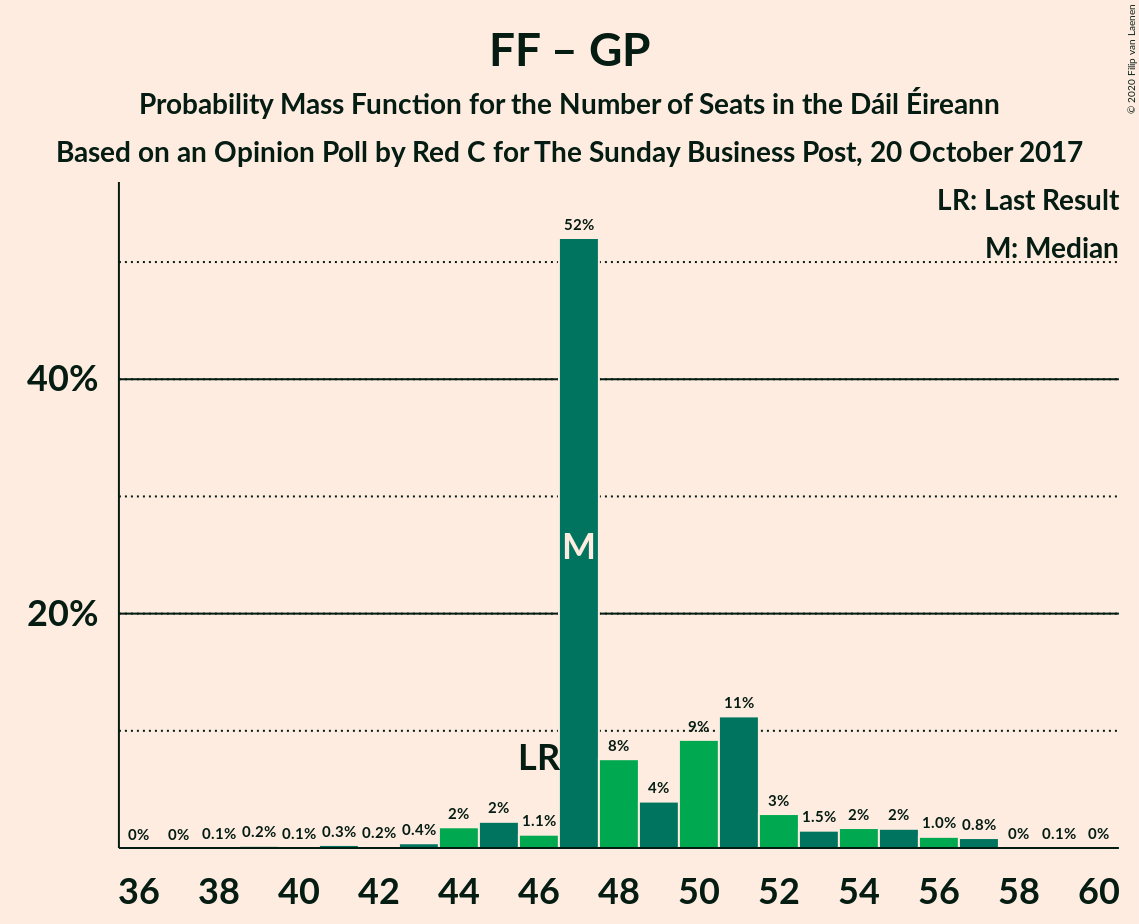 FF – GP
Probability Mass Function for the Number of Seats in the Dáil Éireann
Based on an Opinion Poll by Red C for The Sunday Business Post, 20 October 2017
© 2020 Filip van Laenen
LR: Last Result
M: Median
40%
20%
0% 0% 0.1% 0.2% 0.1% 0.3% 0.2% 0.4% 2% 2% 1.1% 52% 8% 4% 9% 11% 3% 1.5% 2% 2% 1.0% 0.8% 0% 0.1% 0%
LR
M
36 38 40 42 44 46 48 50 52 54 56 58 60